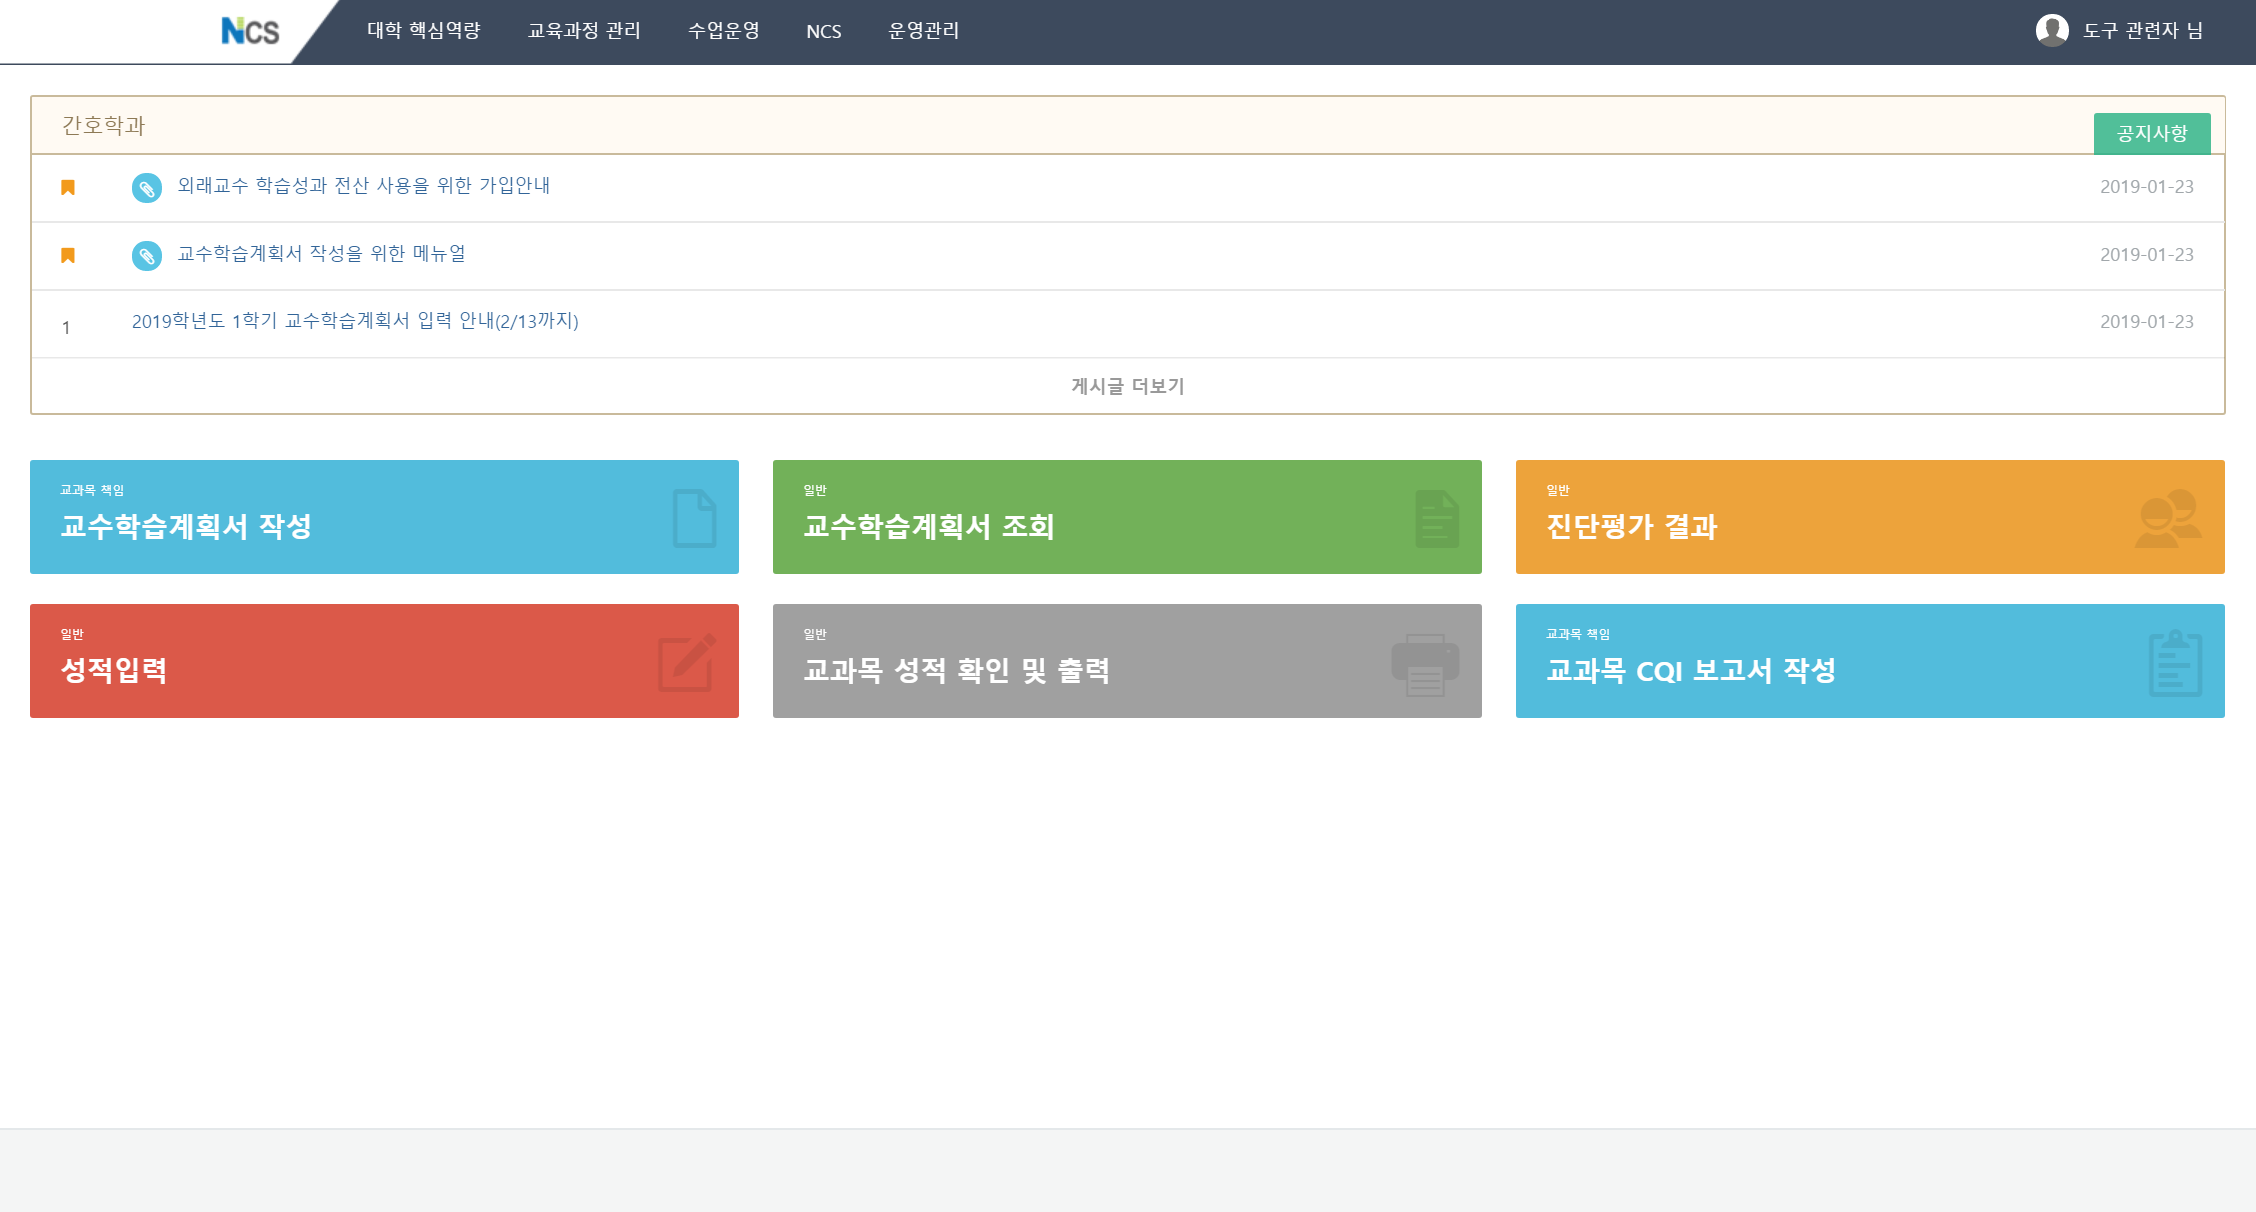 NCS
대학 핵심역량
교육과정 관리
수업운영
NCS
운영관리
도구 관련자 님
간호학과
공지사항
외래교수 학습성과 전산 사용을 위한 가입안내
2019-01-23
교수학습계획서 작성을 위한 메뉴얼
2019-01-23
1
2019학년도 1학기 교수학습계획서 입력 안내(2/13까지)
2019-01-23
게시글 더보기
교과목 책임
교수학습계획서 작성
일반
교수학습계획서 조회
일반
진단평가 결과
일반
성적입력
일반
교과목 성적 확인 및 출력
교과목 책임
교과목 CQI 보고서 작성